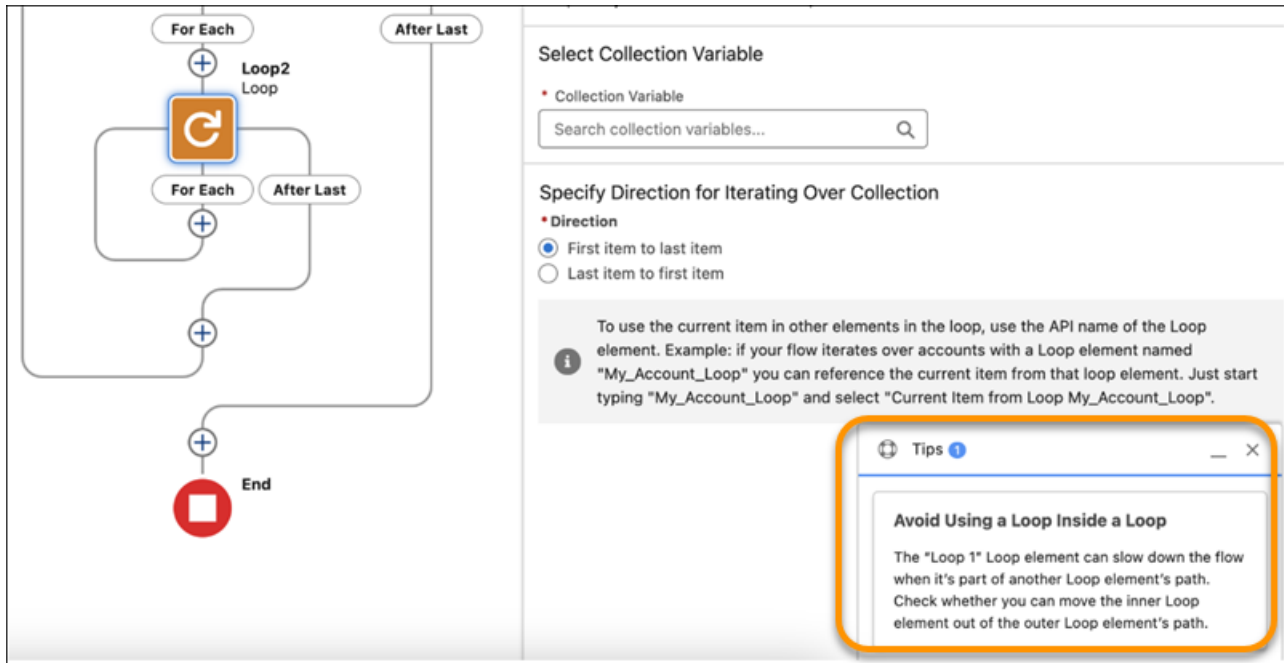 For Each
After Last
Loop2
Loop
For Each
After Last
End
Select Collection Variable
* Collection Variable
Search collection variables...
Specify Direction for Iterating Over Collection
* Direction
First item to last item
Last item to first item
To use the current item in other elements in the loop, use the API name of the Loop
element. Example: if your flow iterates over accounts with a Loop element named
"My_Account_Loop" you can reference the current item from that loop element. Just start
typing "My_Account_Loop" and select "Current Item from Loop My_Account_Loop".
Tips 1
Avoid Using a Loop Inside a Loop
The "Loop 1" Loop element can slow down the flow
when it's part of another Loop element's path.
Check whether you can move the inner Loop
element out of the outer Loop element's path.